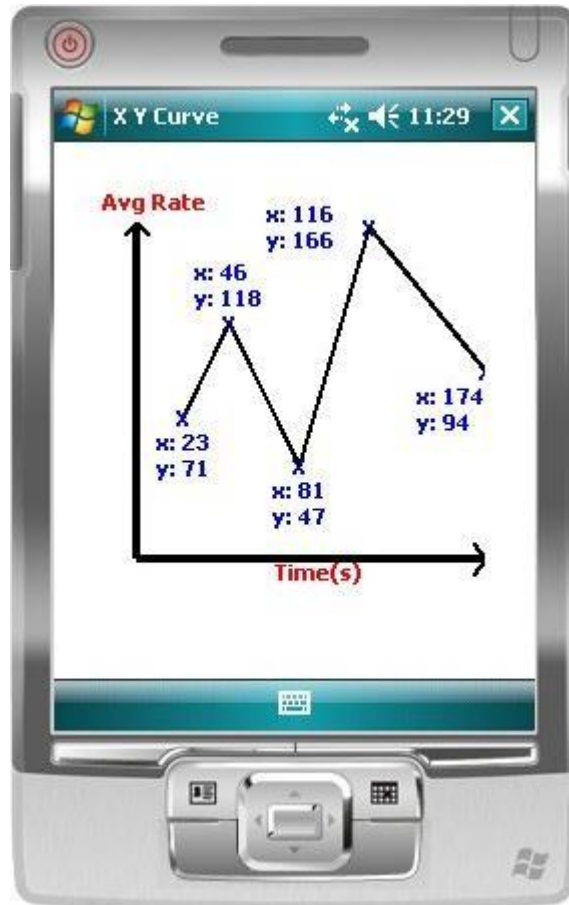 X Y Curve 11:29
Avg Rate
x: 116
y: 166
x: 46
y: 118
x: 174
y: 94
x: 23
y: 71
x: 81
y: 47
Time(s)